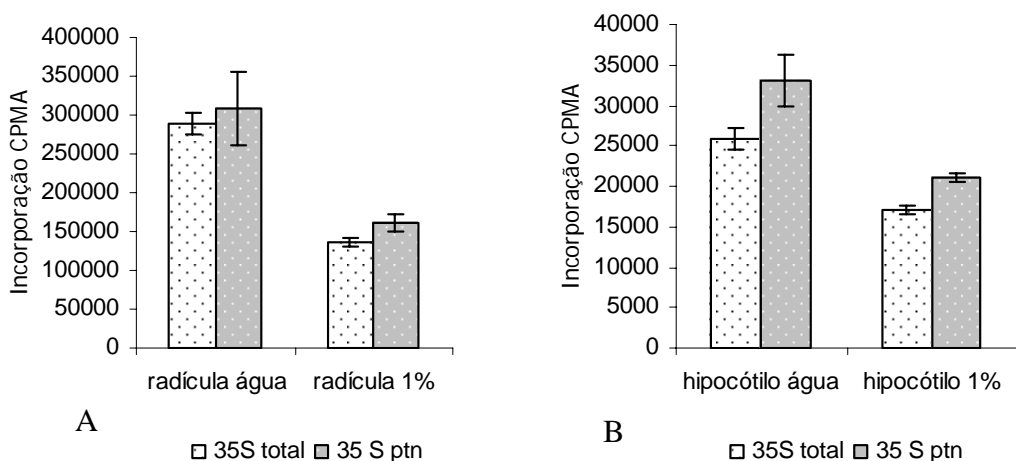 Incorporação CPMA
400000
350000
300000
250000
200000
150000
100000
50000
0
radícula água radícula 1%
A
35S total 35 S ptn
Incorporação CPMA
40000
35000
30000
25000
20000
15000
10000
5000
0
hipocótilo água hipocótilo 1%
B
35S total 35 S ptn